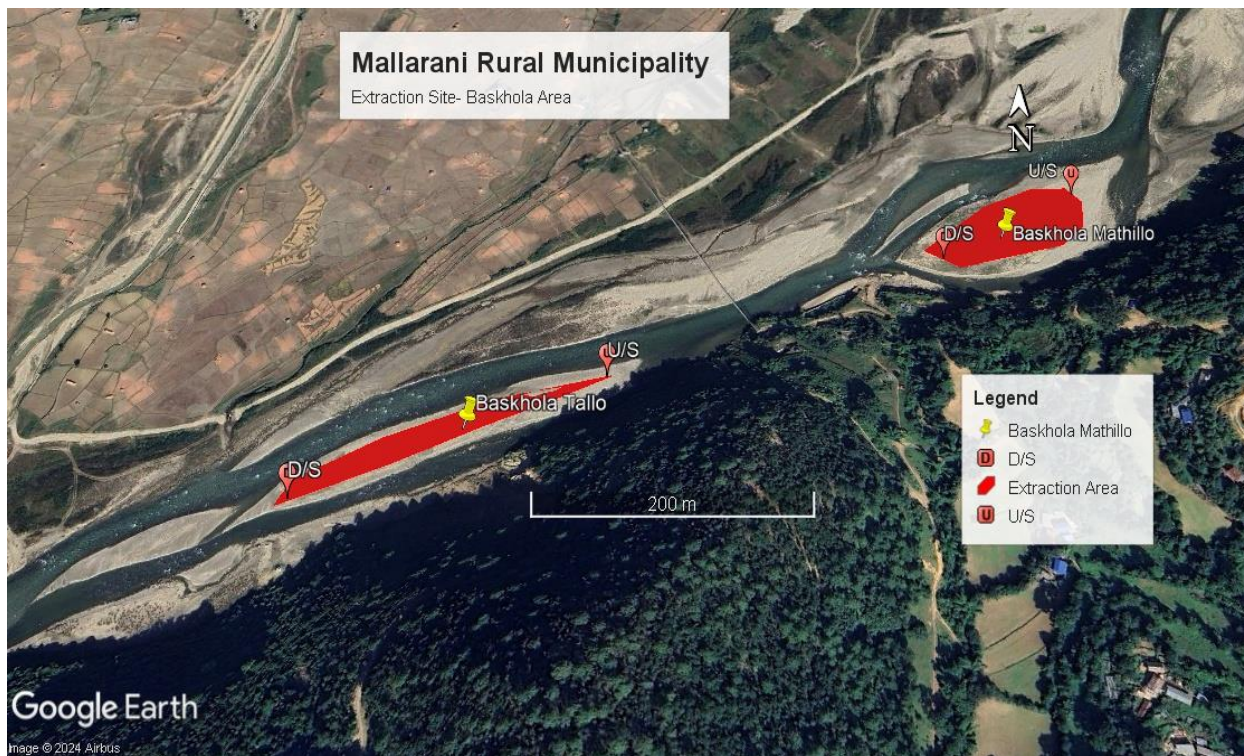 Mallarani Rural Municipality
Extraction Site- Baskhola Area
N
U/S
U
D/S
Baskhola Mathillo
U/S
Baskhola Tallo
D/S
Legend
Baskhola Mathillo
D D/S
Extraction Area
U U/S
200 m
Google Earth
Image © 2024 Airbus